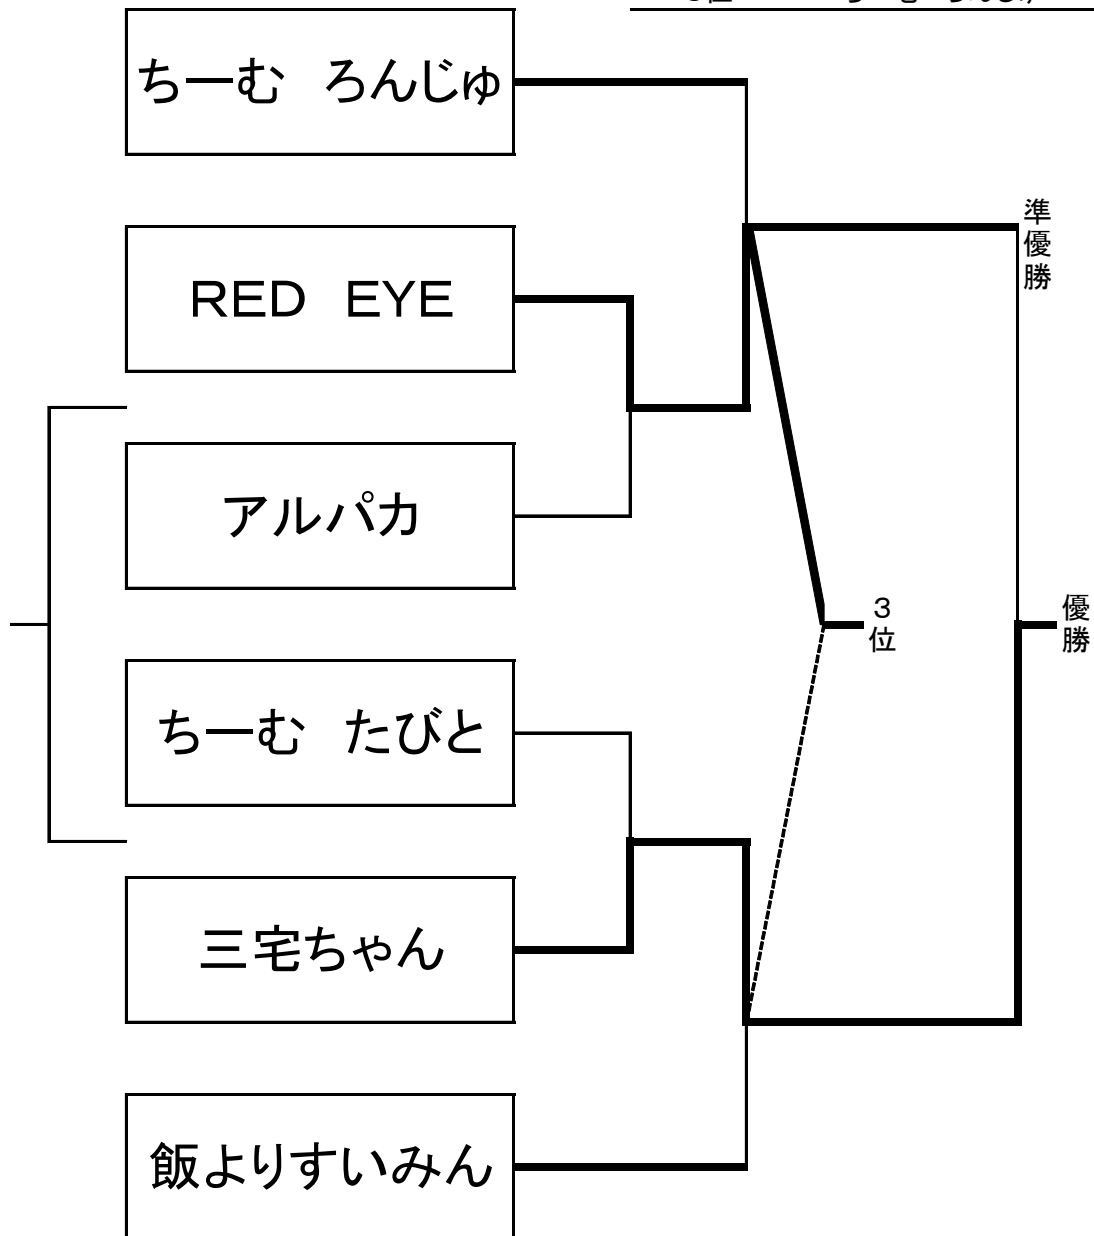 ちーむ　ろんじゅ
準優勝
ＲＥＤ　ＥＹＥ
アルパカ
３位
優勝
ちーむ　たびと
三宅ちゃん
飯よりすいみん